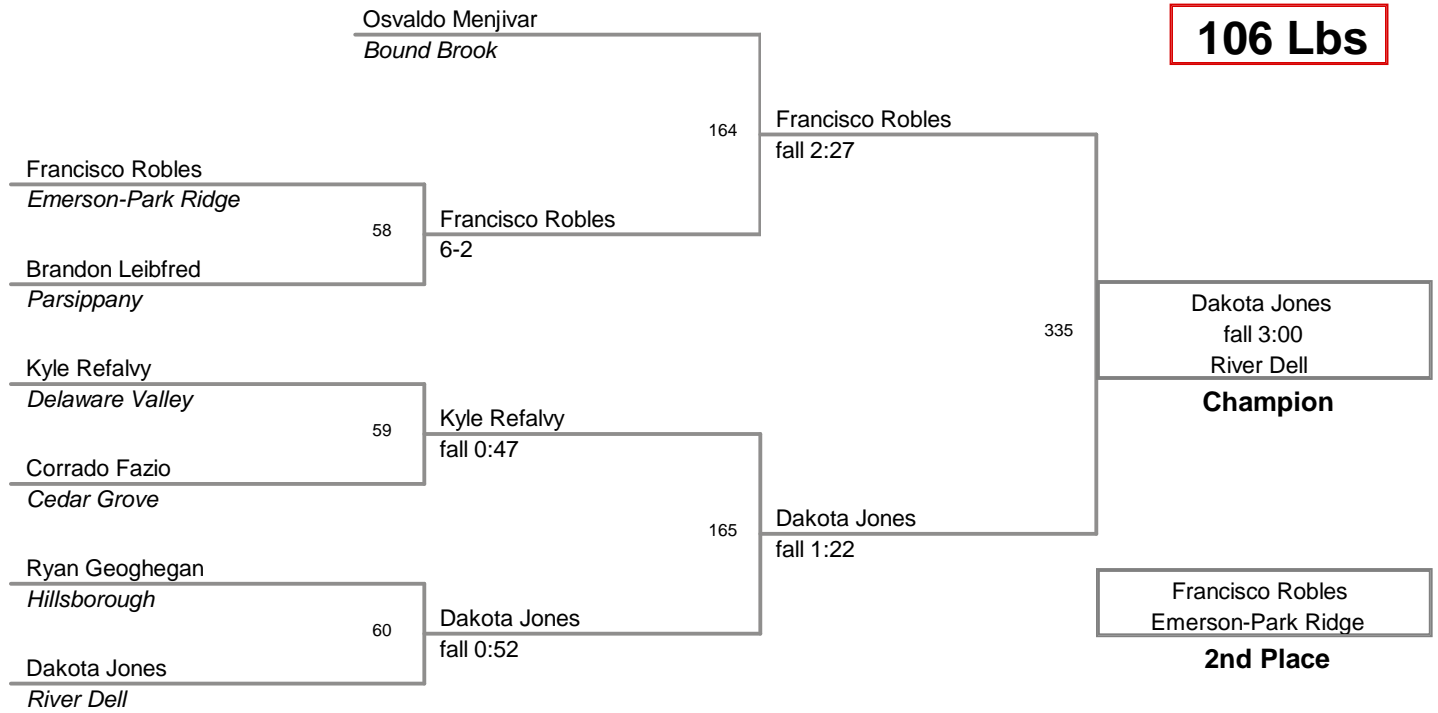 Osvaldo Menjivar
Bound Brook
106 Lbs
164
Francisco Robles
fall 2:27
Francisco Robles
Emerson-Park Ridge
58
Francisco Robles
6-2
Brandon Leibfred
Parsippany
335
Dakota Jones
fall 3:00
River Dell
Champion
Kyle Refalvy
Delaware Valley
59
Kyle Refalvy
fall 0:47
Corrado Fazio
Cedar Grove
165
Dakota Jones
fall 1:22
Ryan Geoghegan
Hillsborough
60
Dakota Jones
fall 0:52
Dakota Jones
River Dell
Francisco Robles
Emerson-Park Ridge
2nd Place